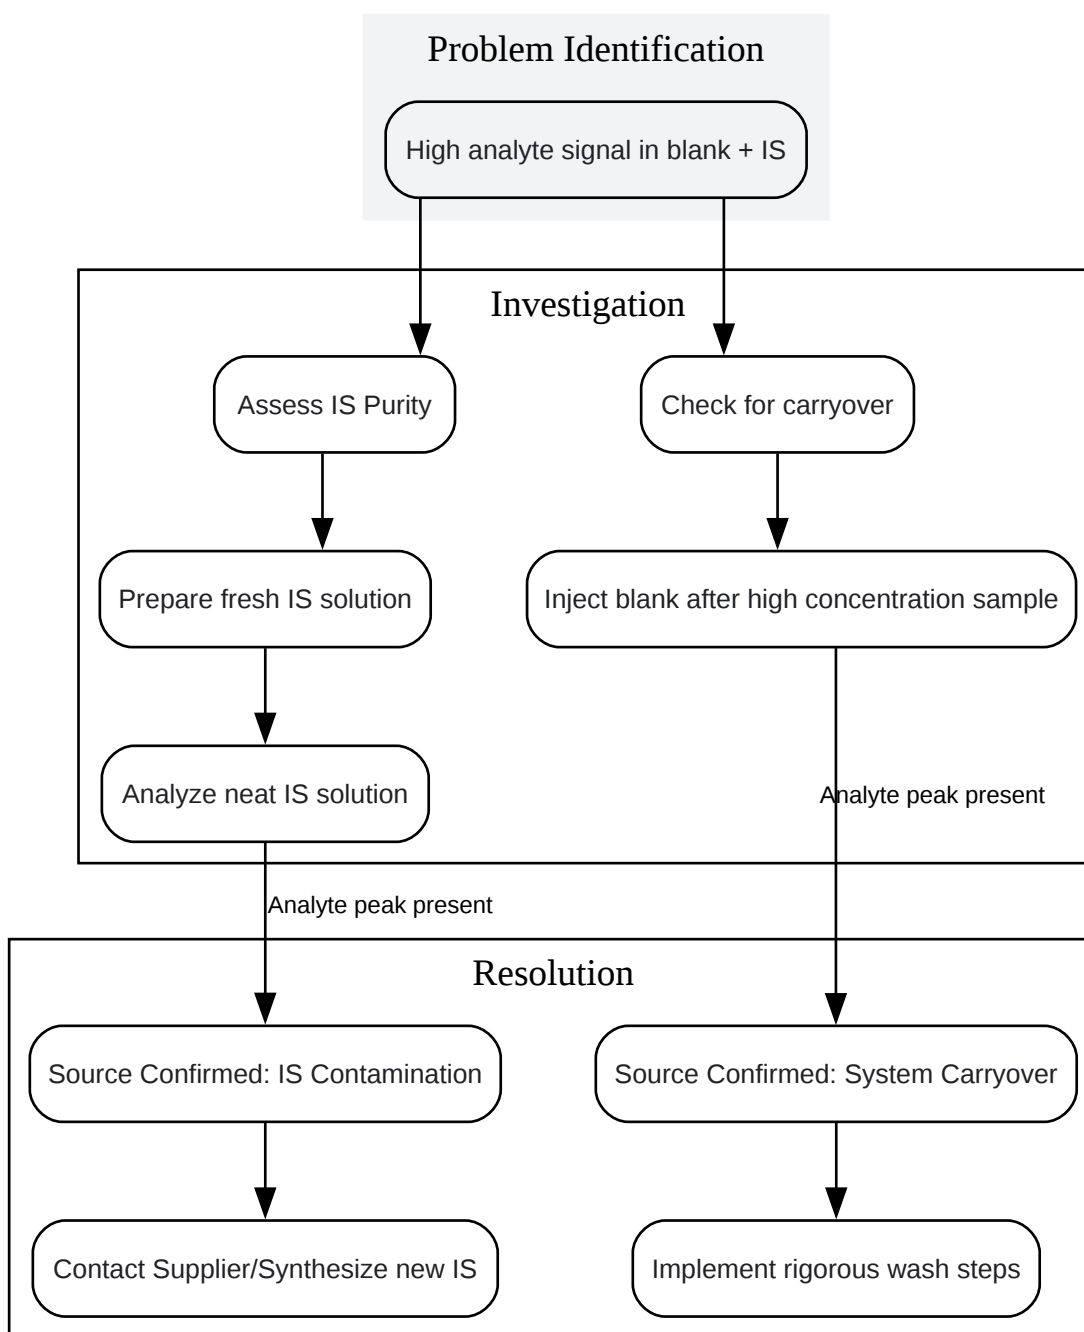 Problem Identification
High analyte signal in blank + IS
Investigation
Assess IS Purity
Check for carryover
Prepare fresh IS solution
Inject blank after high concentration sample
Analyze neat IS solution
Analyte peak present
Analyte peak present
Resolution
Source Confirmed: IS Contamination
Source Confirmed: System Carryover
Contact Supplier/Synthesize new IS
Implement rigorous wash steps